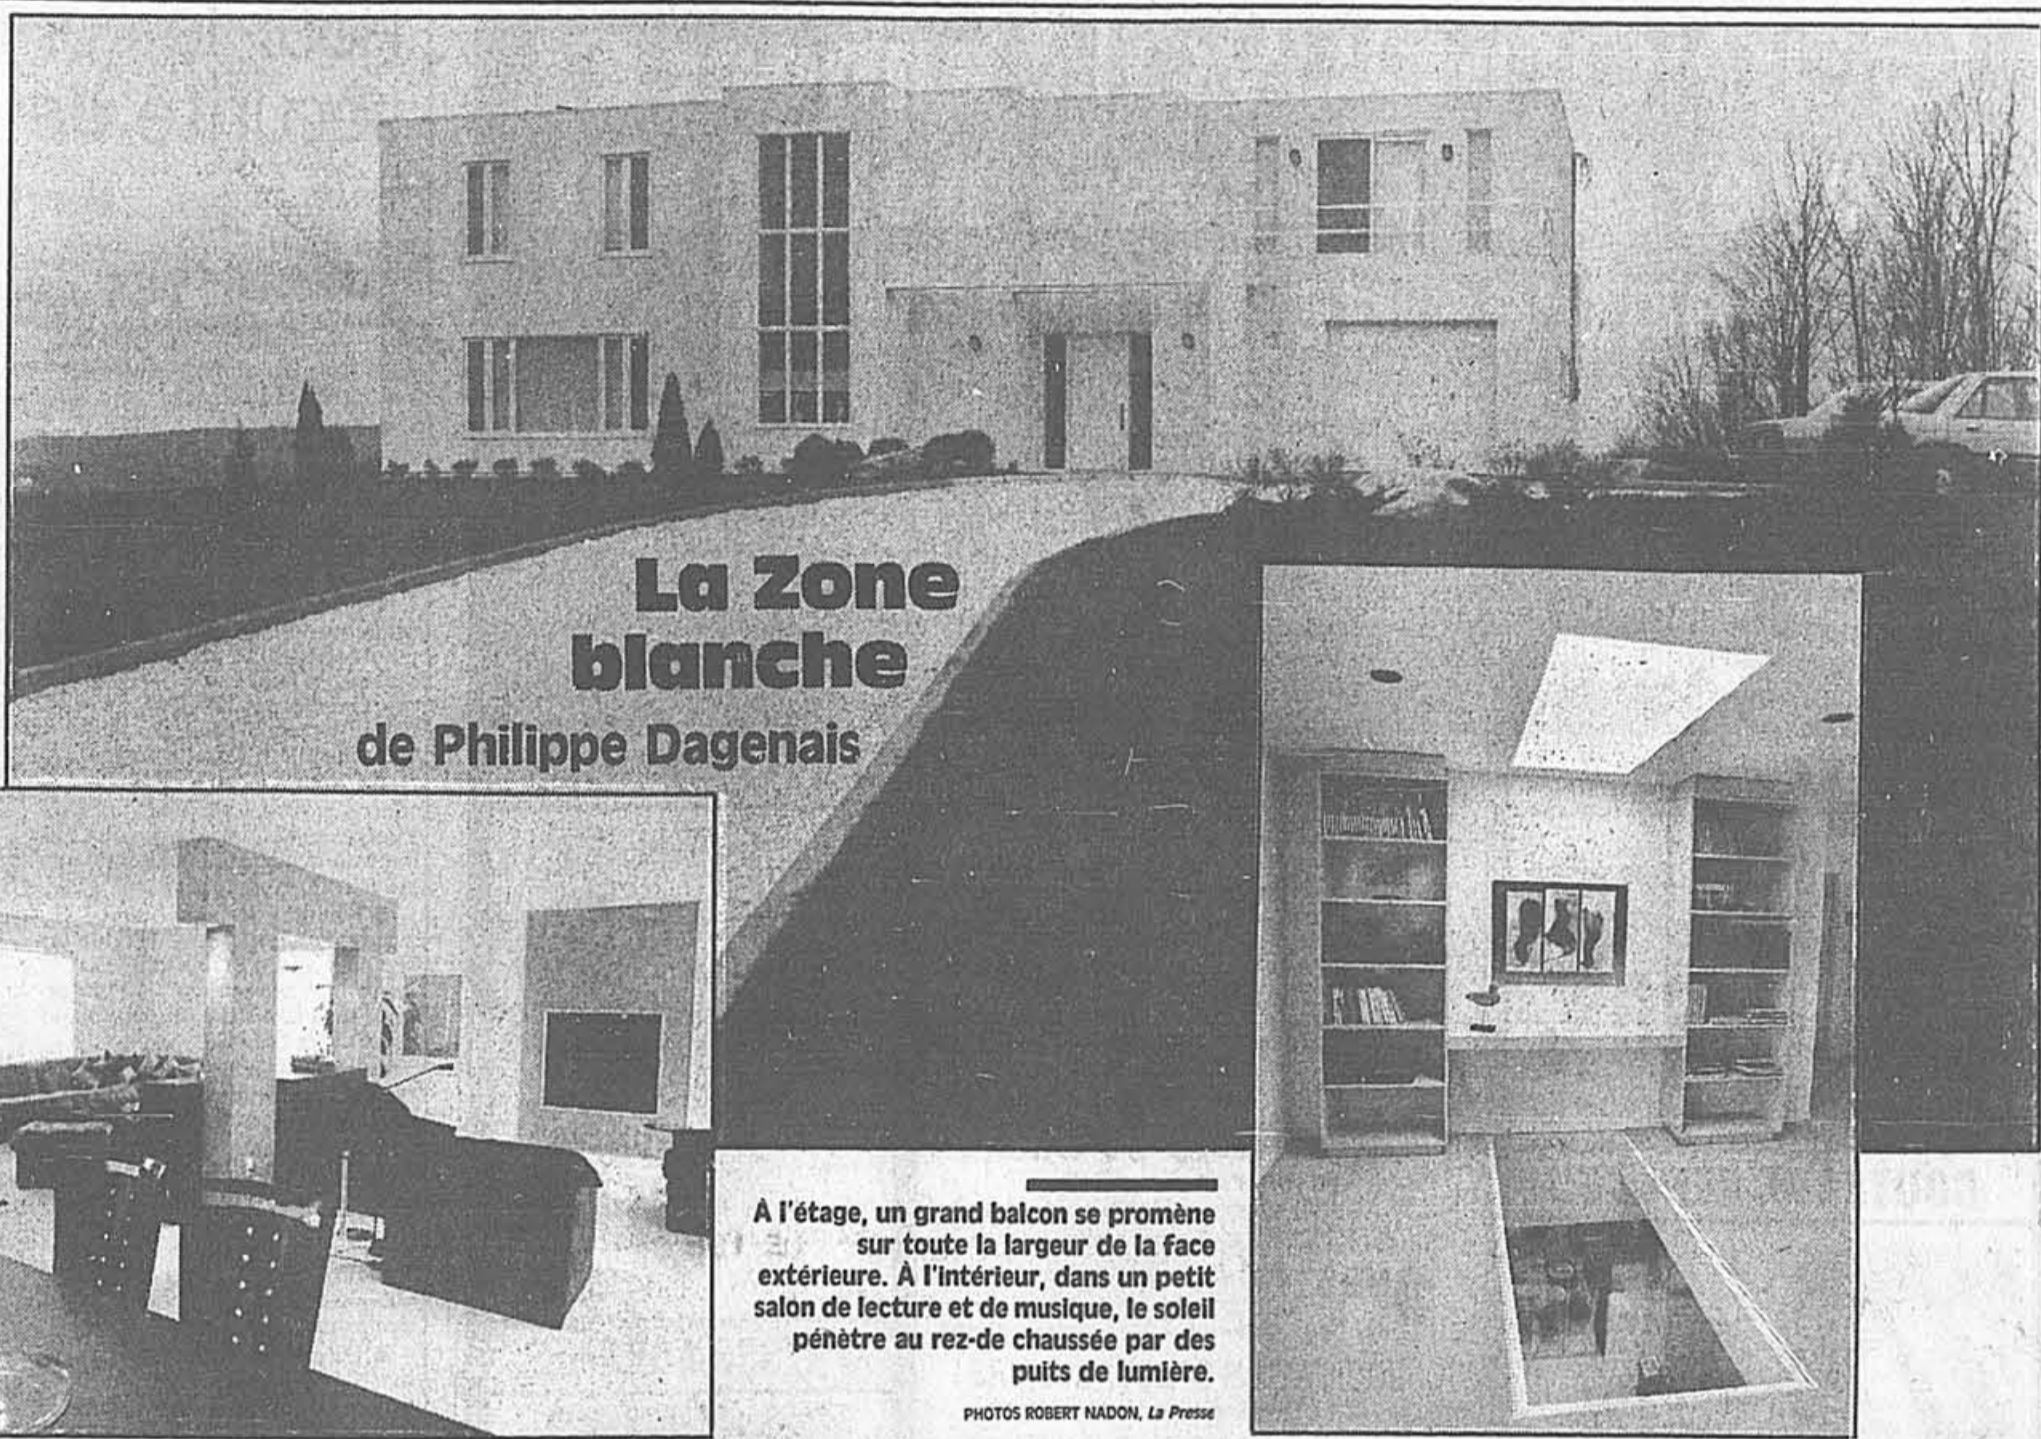 La Zone
blanche
de Philippe Dagenais
À l'étage, un grand balcon se promène
sur toute la largeur de la face
extérieure. À l'intérieur, dans un petit
salon de lecture et de musique, le soleil
pénètre au rez-de chaussée par des
puits de lumière.
PHOTOS ROBERT NADON, La Presse